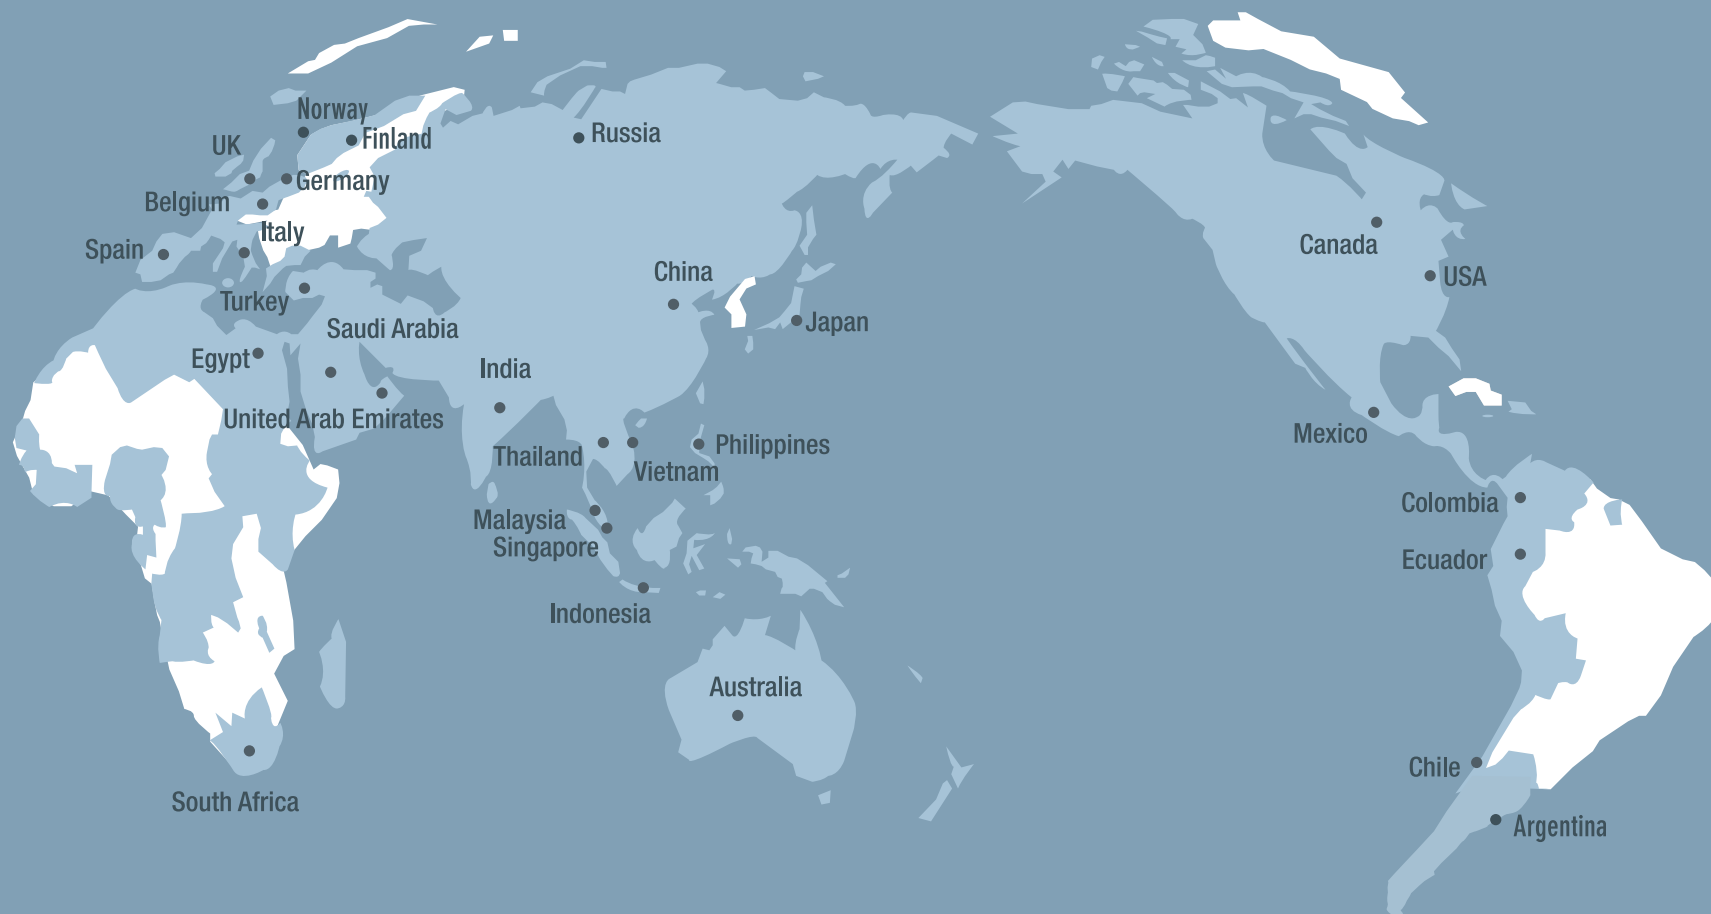 Norway
Finland
UK
Russia
Germany
Belgium
Italy
Spain
Turkey
Canada
USA
China
Japan
Saudi Arabia
Egypt
India
United Arab Emirates
Mexico
Thailand
Vietnam
Philippines
Colombia
Malaysia
Singapore
Ecuador
Indonesia
Australia
Chile
South Africa
Argentina